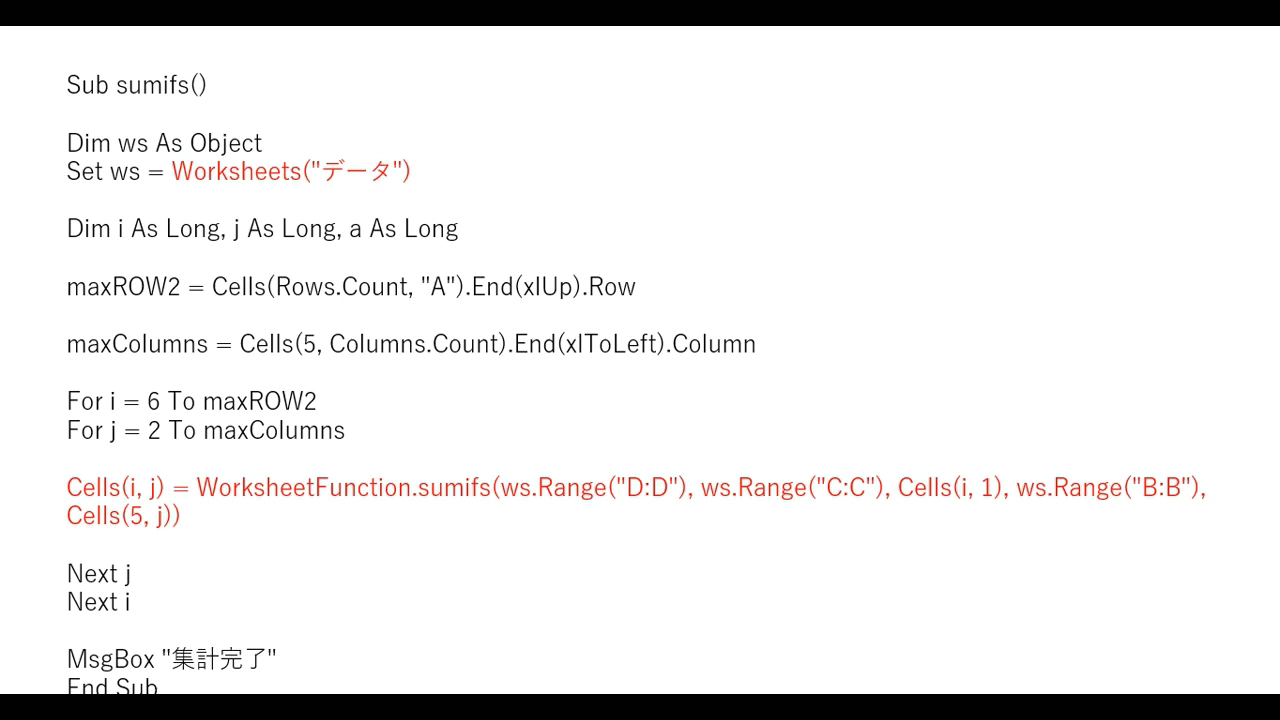 Sub sumifs()
Dim ws As Object
Set ws = Worksheets("データ")
Dim i As Long, j As Long, a As Long
maxROW2 = Cells(Rows.Count, "A").End(xlUp).Row
maxColumns = Cells(5, Columns.Count).End(xlToLeft).Column
For i = 6 To maxROW2
For j = 2 To maxColumns
Cells(i, j) = WorksheetFunction.sumifs(ws.Range("D:D"), ws.Range("C:C"), Cells(i, 1), ws.Range("B:B"),
Cells(5, j))
Next j
Next i
MsgBox "集計完了"
End Sub